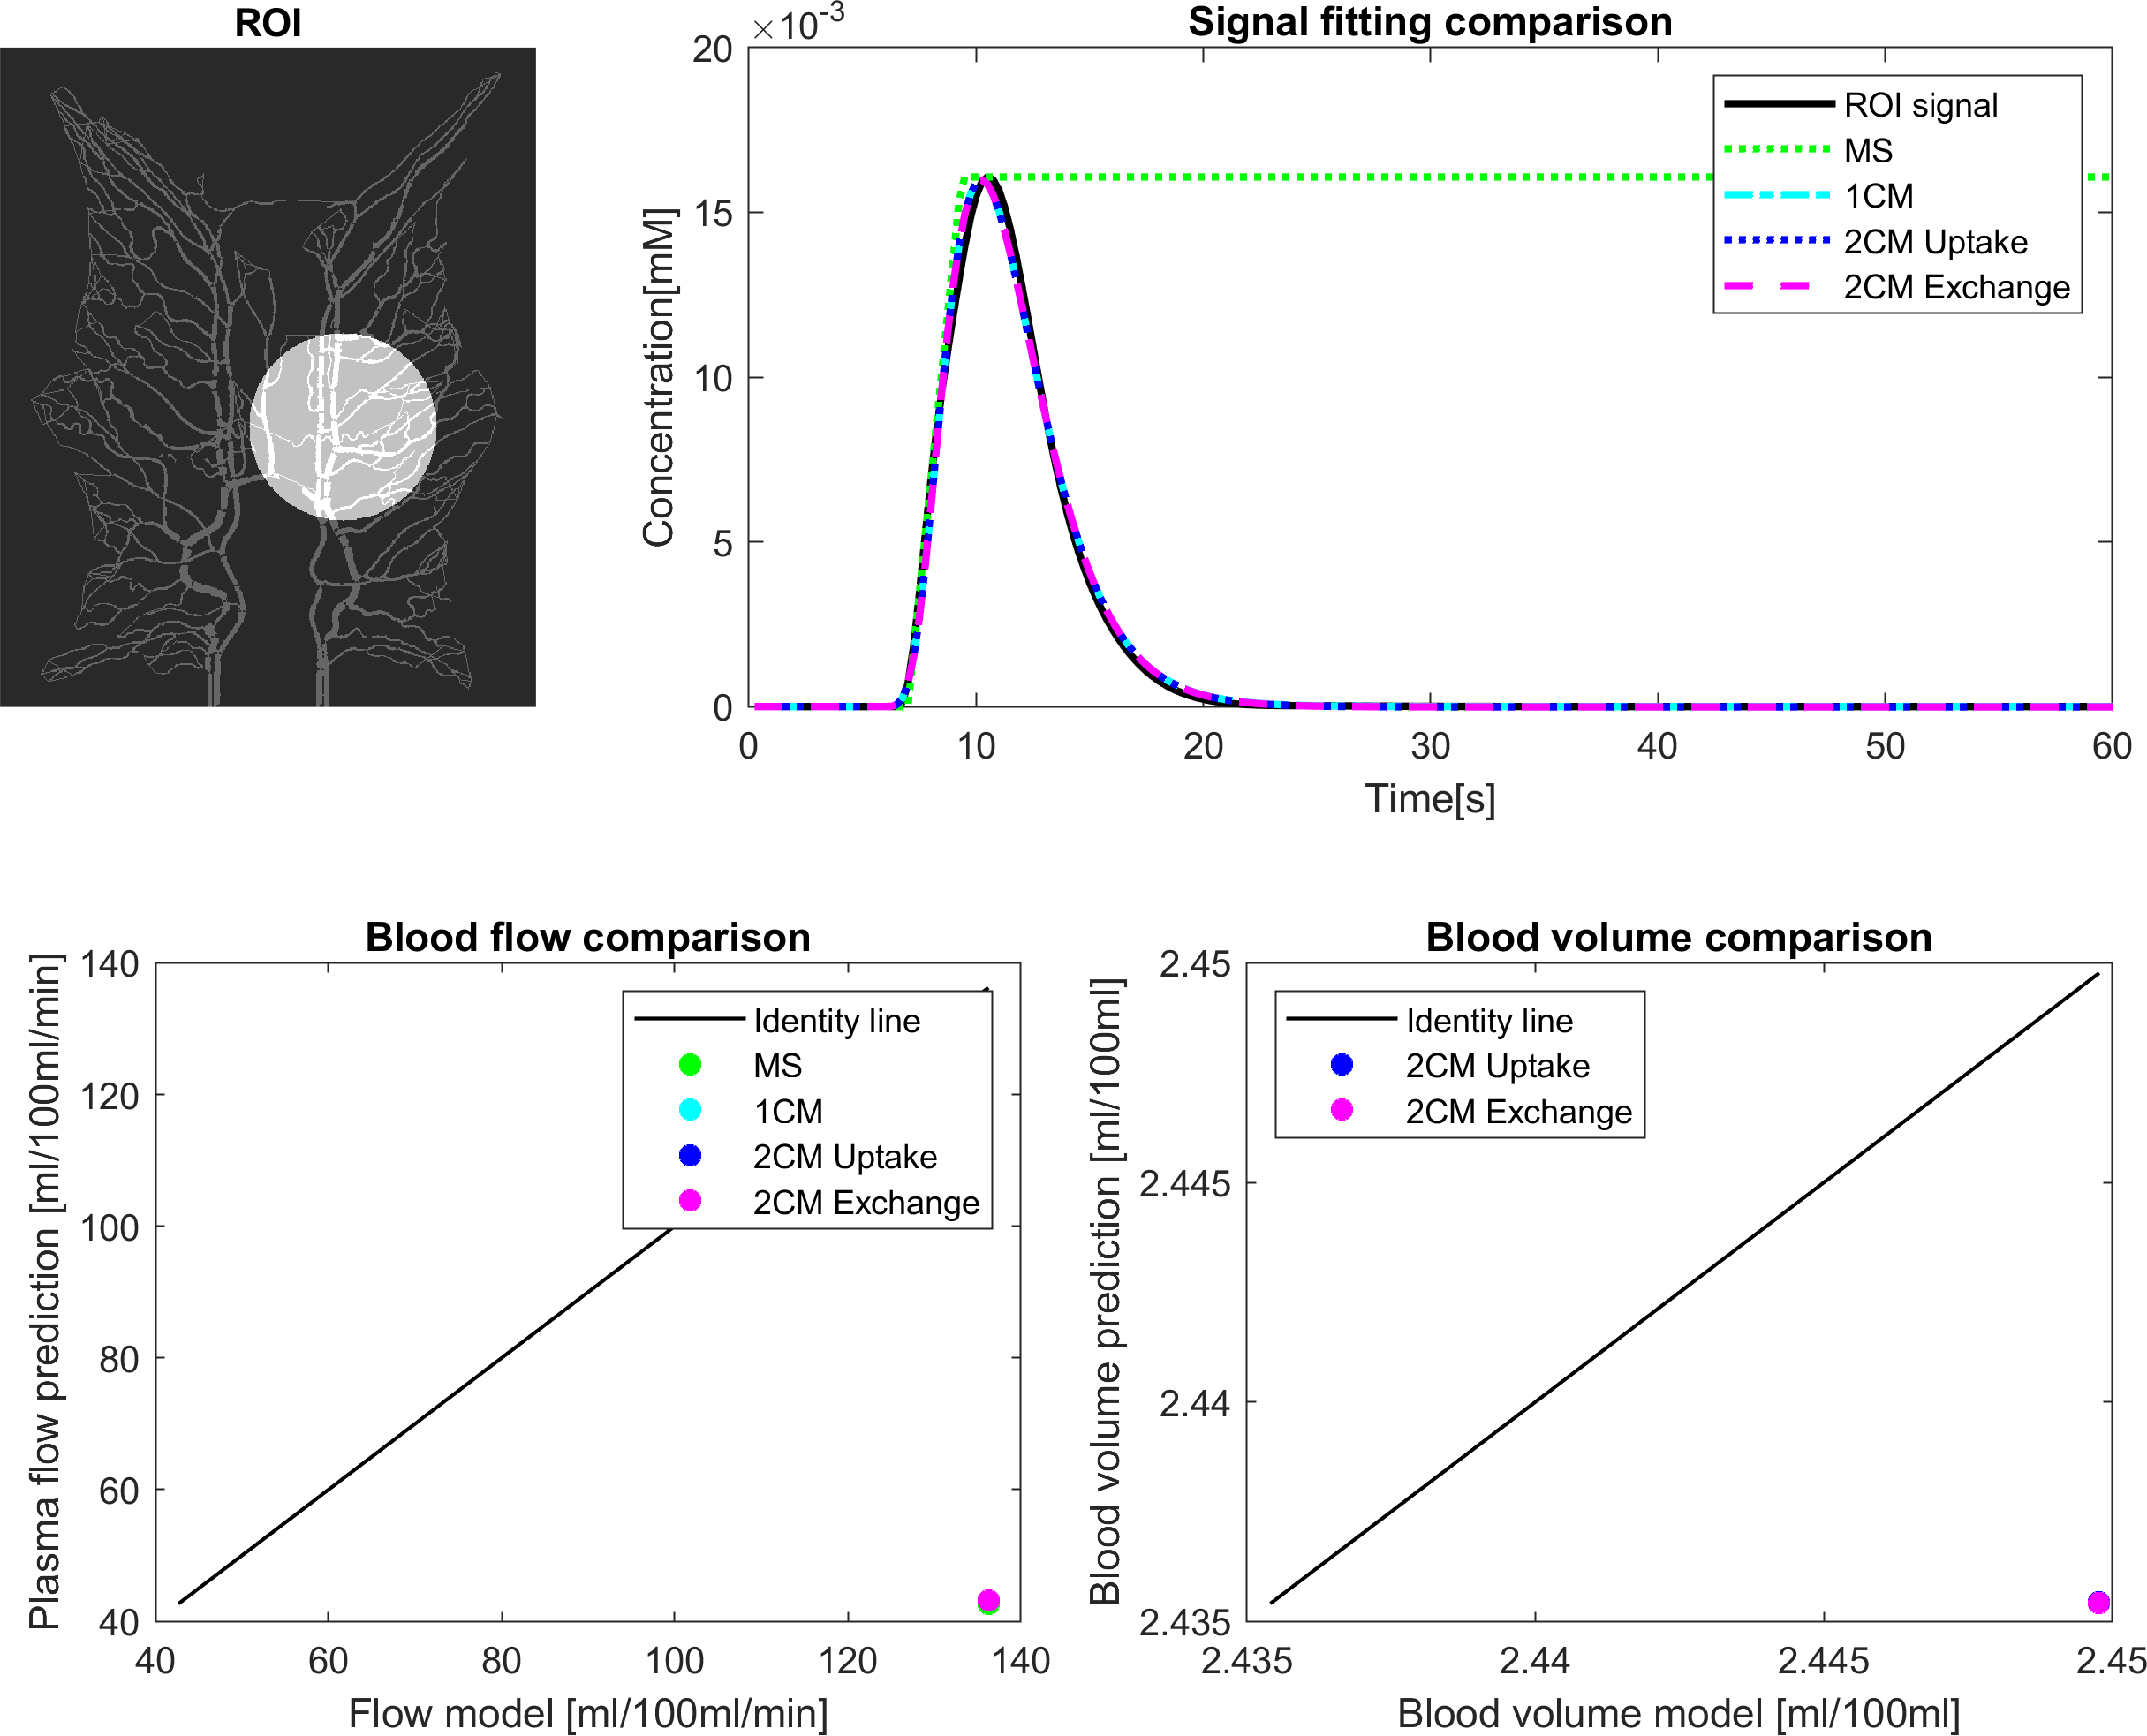 ROI
Signal fitting comparison
×10-3
20
15
10
5
0
Concentration[mM]
0 10 20 30 40 50 60
Time[s]
ROI signal
MS
1CM
2CM Uptake
2CM Exchange
Blood flow comparison
140
120
100
80
60
40
Plasma flow prediction [ml/100ml/min]
40 60 80 100 120 140
Flow model [ml/100ml/min]
Identity line
MS
1CM
2CM Uptake
2CM Exchange
Blood volume comparison
2.45
2.445
2.44
2.435
Blood volume prediction [ml/100ml]
2.435 2.44 2.445 2.45
Blood volume model [ml/100ml]
Identity line
2CM Uptake
2CM Exchange